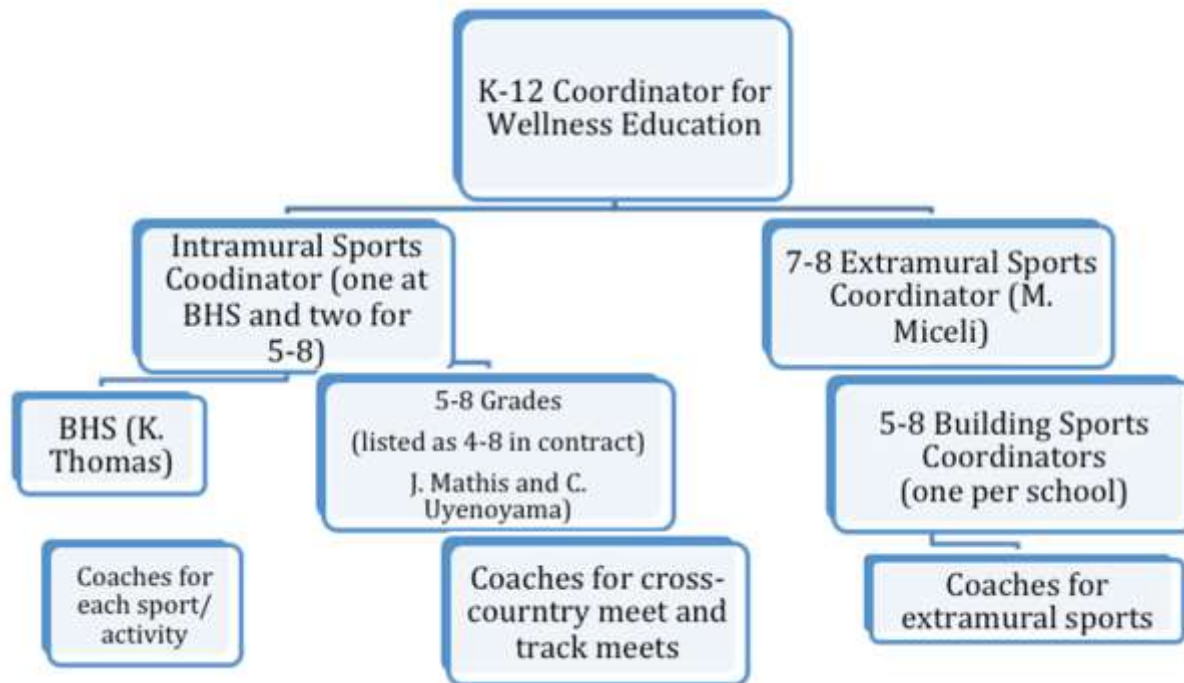 K-12 Coordinator for
Wellness Education
Intramural Sports
Coodinator (one at
BHS and two for
5-8)
7-8 Extramural Sports
Coordinator (M.
Miceli)
BHS (K.
Thomas)
5-8 Grades
(listed as 4-8 in contract)
J. Mathis and C.
Uyenoyama)
5-8 Building Sports
Coordinators
(one per school)
Coaches for
each sport/
activity
Coaches for cross-
courntry meet and
track meets
Coaches for
extramural sports